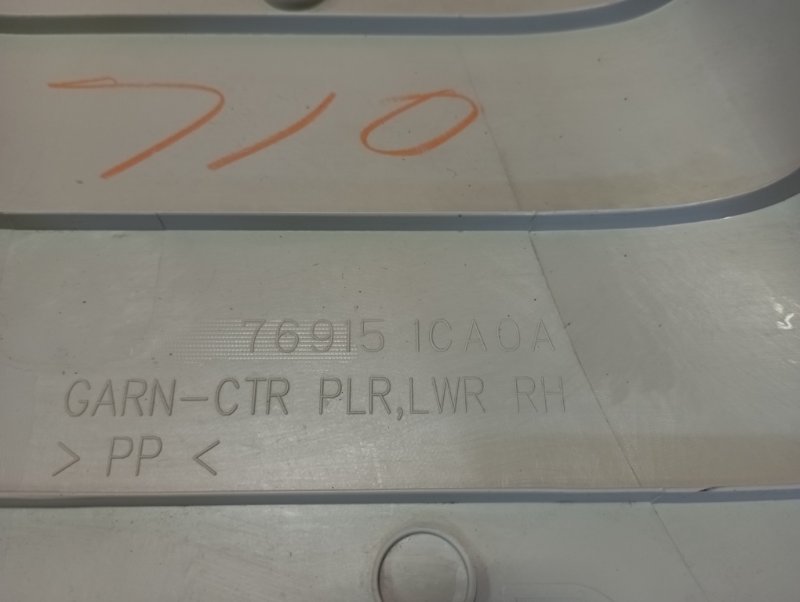 710
76915 1CA0A
GARN-CTR PLR,LWR RH
> PP <